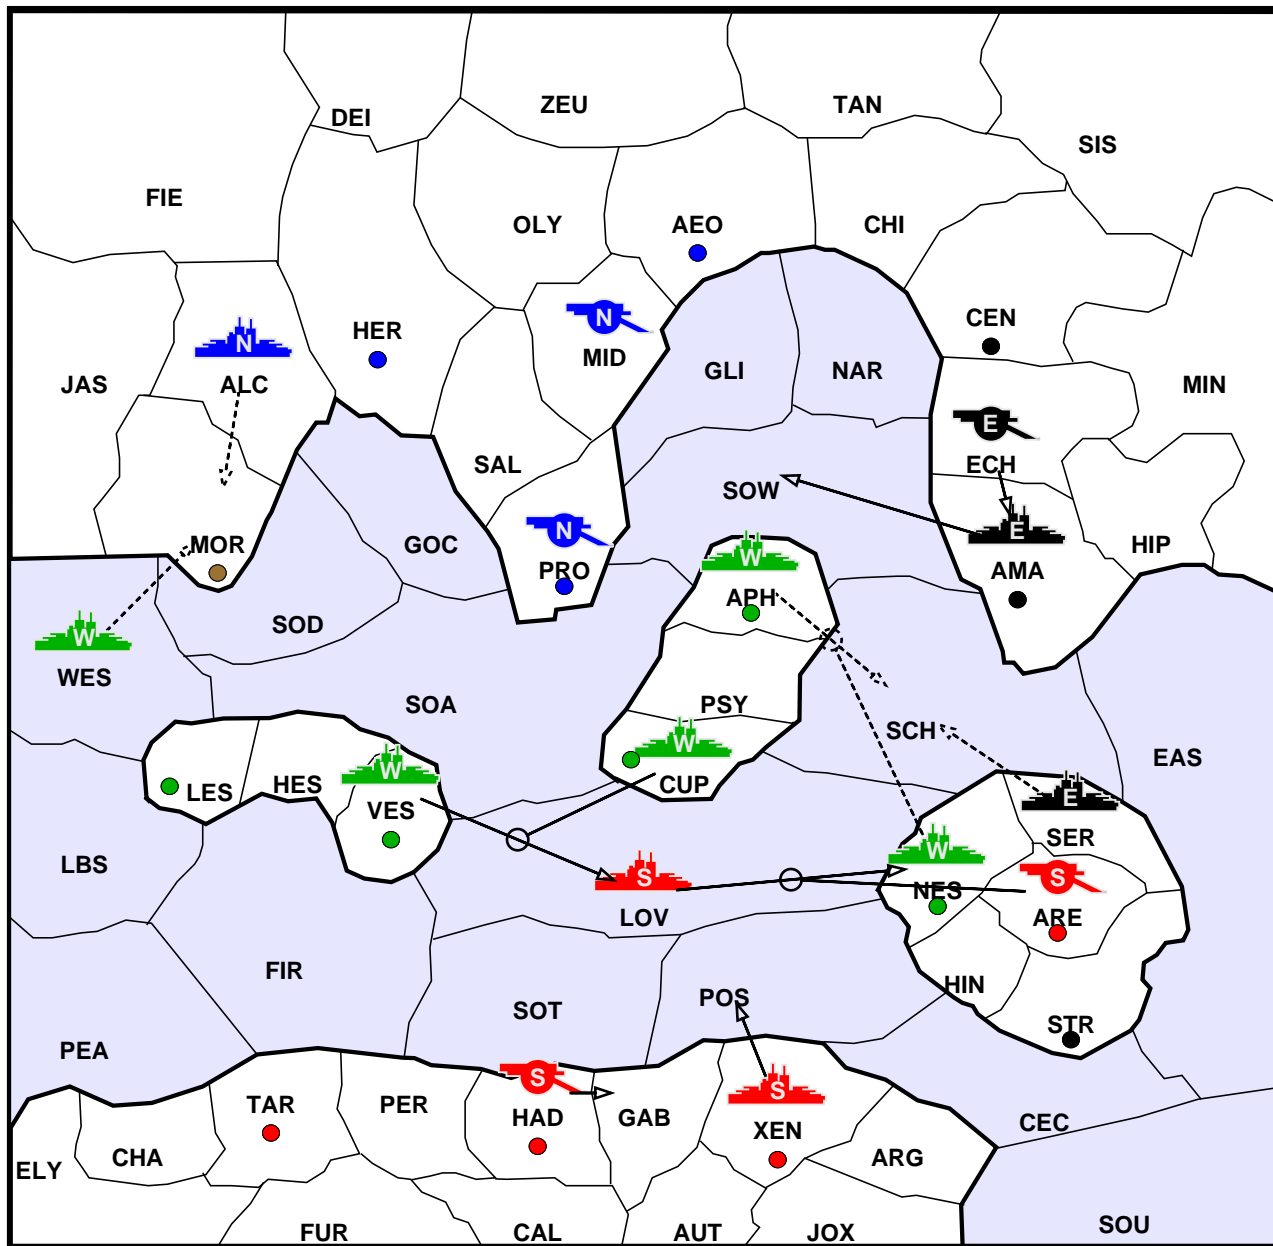 DEI
ZEU
TAN
SIS
FIE
OLY
AEO
CHI
N
N
HER
CEN
MID
JAS
ALC
GLI
NAR
MIN
E
SAL
ECH
SOW
N
E
MOR
GOC
PRO
HIP
W
AMA
APH
SOD
W
WES
SOA
PSY
SCH
EAS
W
W
LES
HES
CUP
VES
E
SER
W
LBS
S
S
NES
LOV
ARE
FIR
HIN
POS
SOT
STR
PEA
S
S
TAR
PER
HAD
GAB
XEN
CEC
ELY
CHA
ARG
FUR
CAL
AUT
JOX
SOU